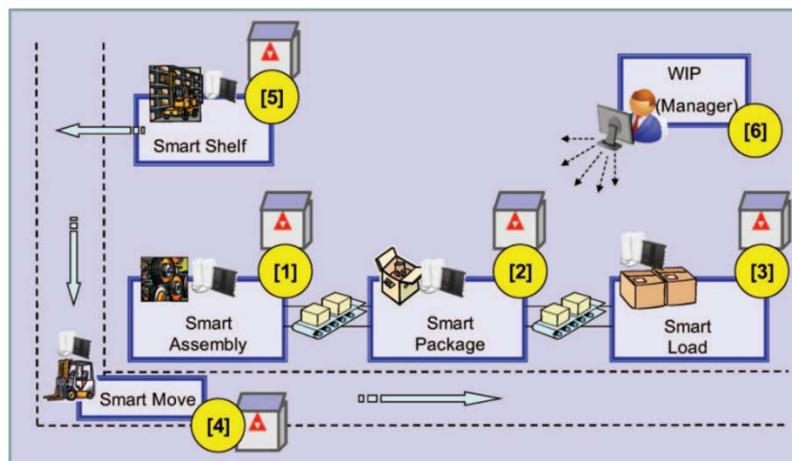 [5]
Smart Shelf
WIP
(Manager)
[6]
[1]
Smart
Assembly
[2]
Smart
Package
[3]
Smart
Load
Smart Move
[4]